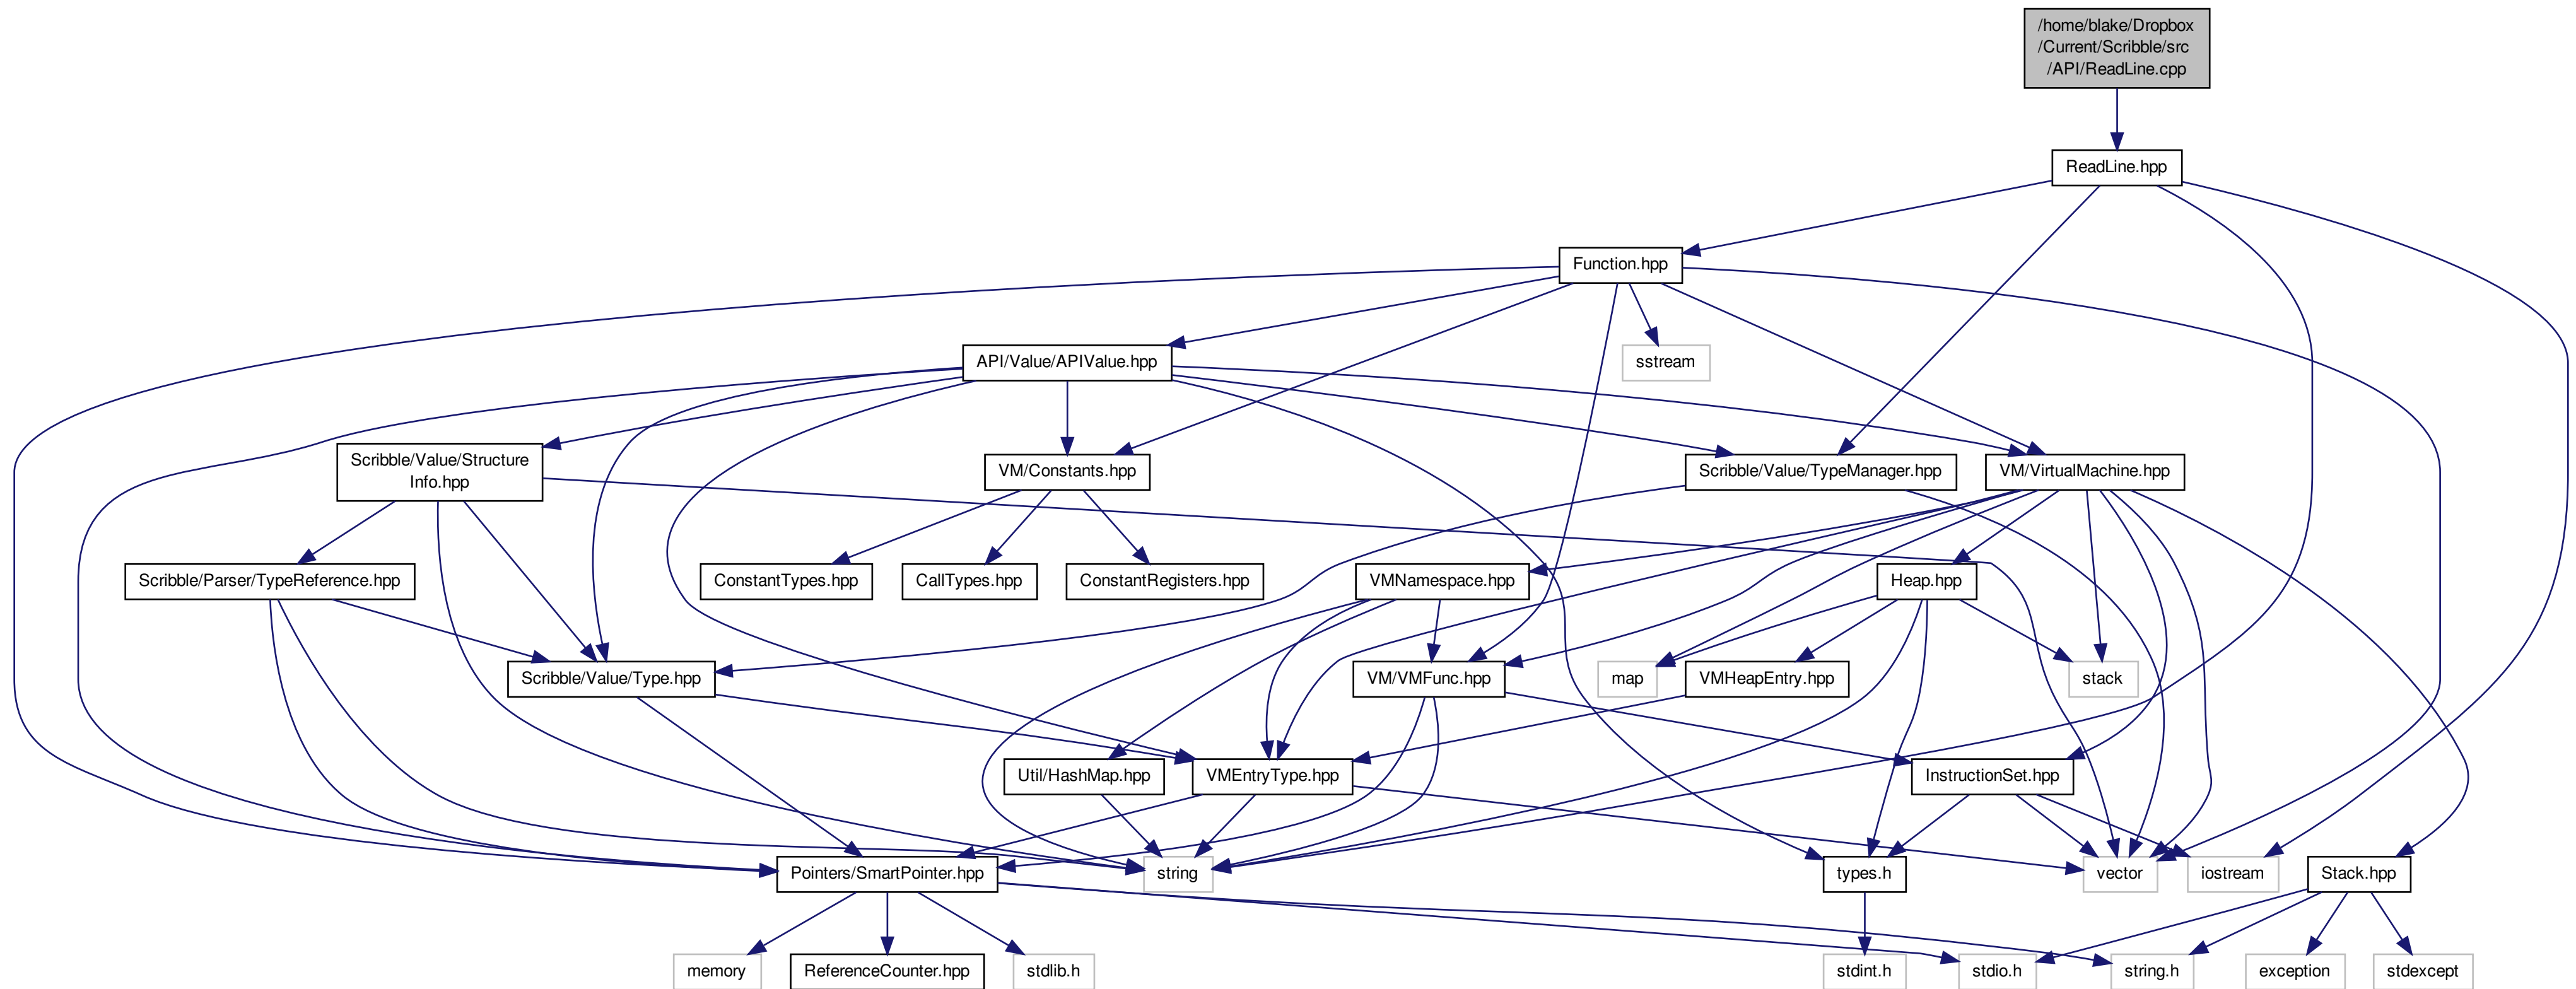 /home/blake/Dropbox
/Current/Scribble/src
/API/ReadLine.cpp
ReadLine.hpp
Function.hpp
API/Value/APIValue.hpp
sstream
Scribble/Value/Structure
Info.hpp
VM/Constants.hpp
Scribble/Value/TypeManager.hpp
VM/VirtualMachine.hpp
Scribble/Parser/TypeReference.hpp
ConstantTypes.hpp
CallTypes.hpp
ConstantRegisters.hpp
VMNamespace.hpp
Heap.hpp
Scribble/Value/Type.hpp
VM/VMFunc.hpp
map
VMHeapEntry.hpp
stack
Util/HashMap.hpp
VMEntryType.hpp
InstructionSet.hpp
Pointers/SmartPointer.hpp
string
types.h
vector
iostream
Stack.hpp
memory
ReferenceCounter.hpp
stdlib.h
stdint.h
stdio.h
string.h
exception
stdexcept